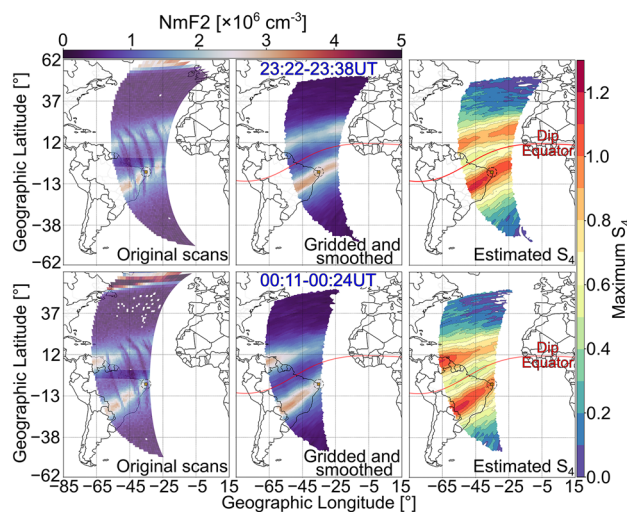 NmF2 [×10⁶ cm⁻³]
0 1 2 3 4 5
62
37
12
−13
−38
−62
Geographic Latitude [°]
Original scans
23:22-23:38UT
Gridded and
smoothed
Dip
Equator
Estimated S₄
37
12
−13
−38
−62
Geographic Latitude [°]
Original scans
00:11-00:24UT
Gridded and
smoothed
Dip
Equator
Estimated S₄
−85 −65 −45 −25 −5 −65 −45 −25 −5 −65 −45 −25 −5 15
Geographic Longitude [°]
1.2
1.0
0.8
0.6
0.4
0.2
0.0
Maximum S₄